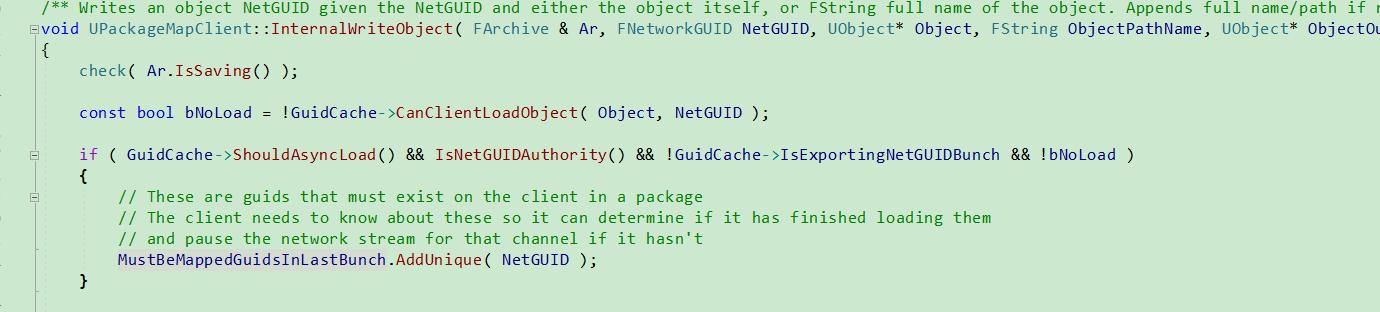 /** Writes an object NetGUID given the NetGUID and either the object itself, or FString full name of the object. Appends full name/path if
void UPackageMapClient::InternalWriteObject( FArchive & Ar, FNetworkGUID NetGUID, UObject* Object, FString ObjectPathName, UObject* ObjectOu
{
check( Ar.IsSaving() );
const bool bNoLoad = !GuidCache->CanClientLoadObject( Object, NetGUID );
if ( GuidCache->ShouldAsyncLoad() && IsNetGUIDAuthority() && !GuidCache->IsExportingNetGUIDBunch && !bNoLoad )
{
// These are guids that must exist on the client in a package
// The client needs to know about these so it can determine if it has finished loading them
// and pause the network stream for that channel if it hasn't
MustBeMappedGuidsInLastBunch.AddUnique( NetGUID );
}